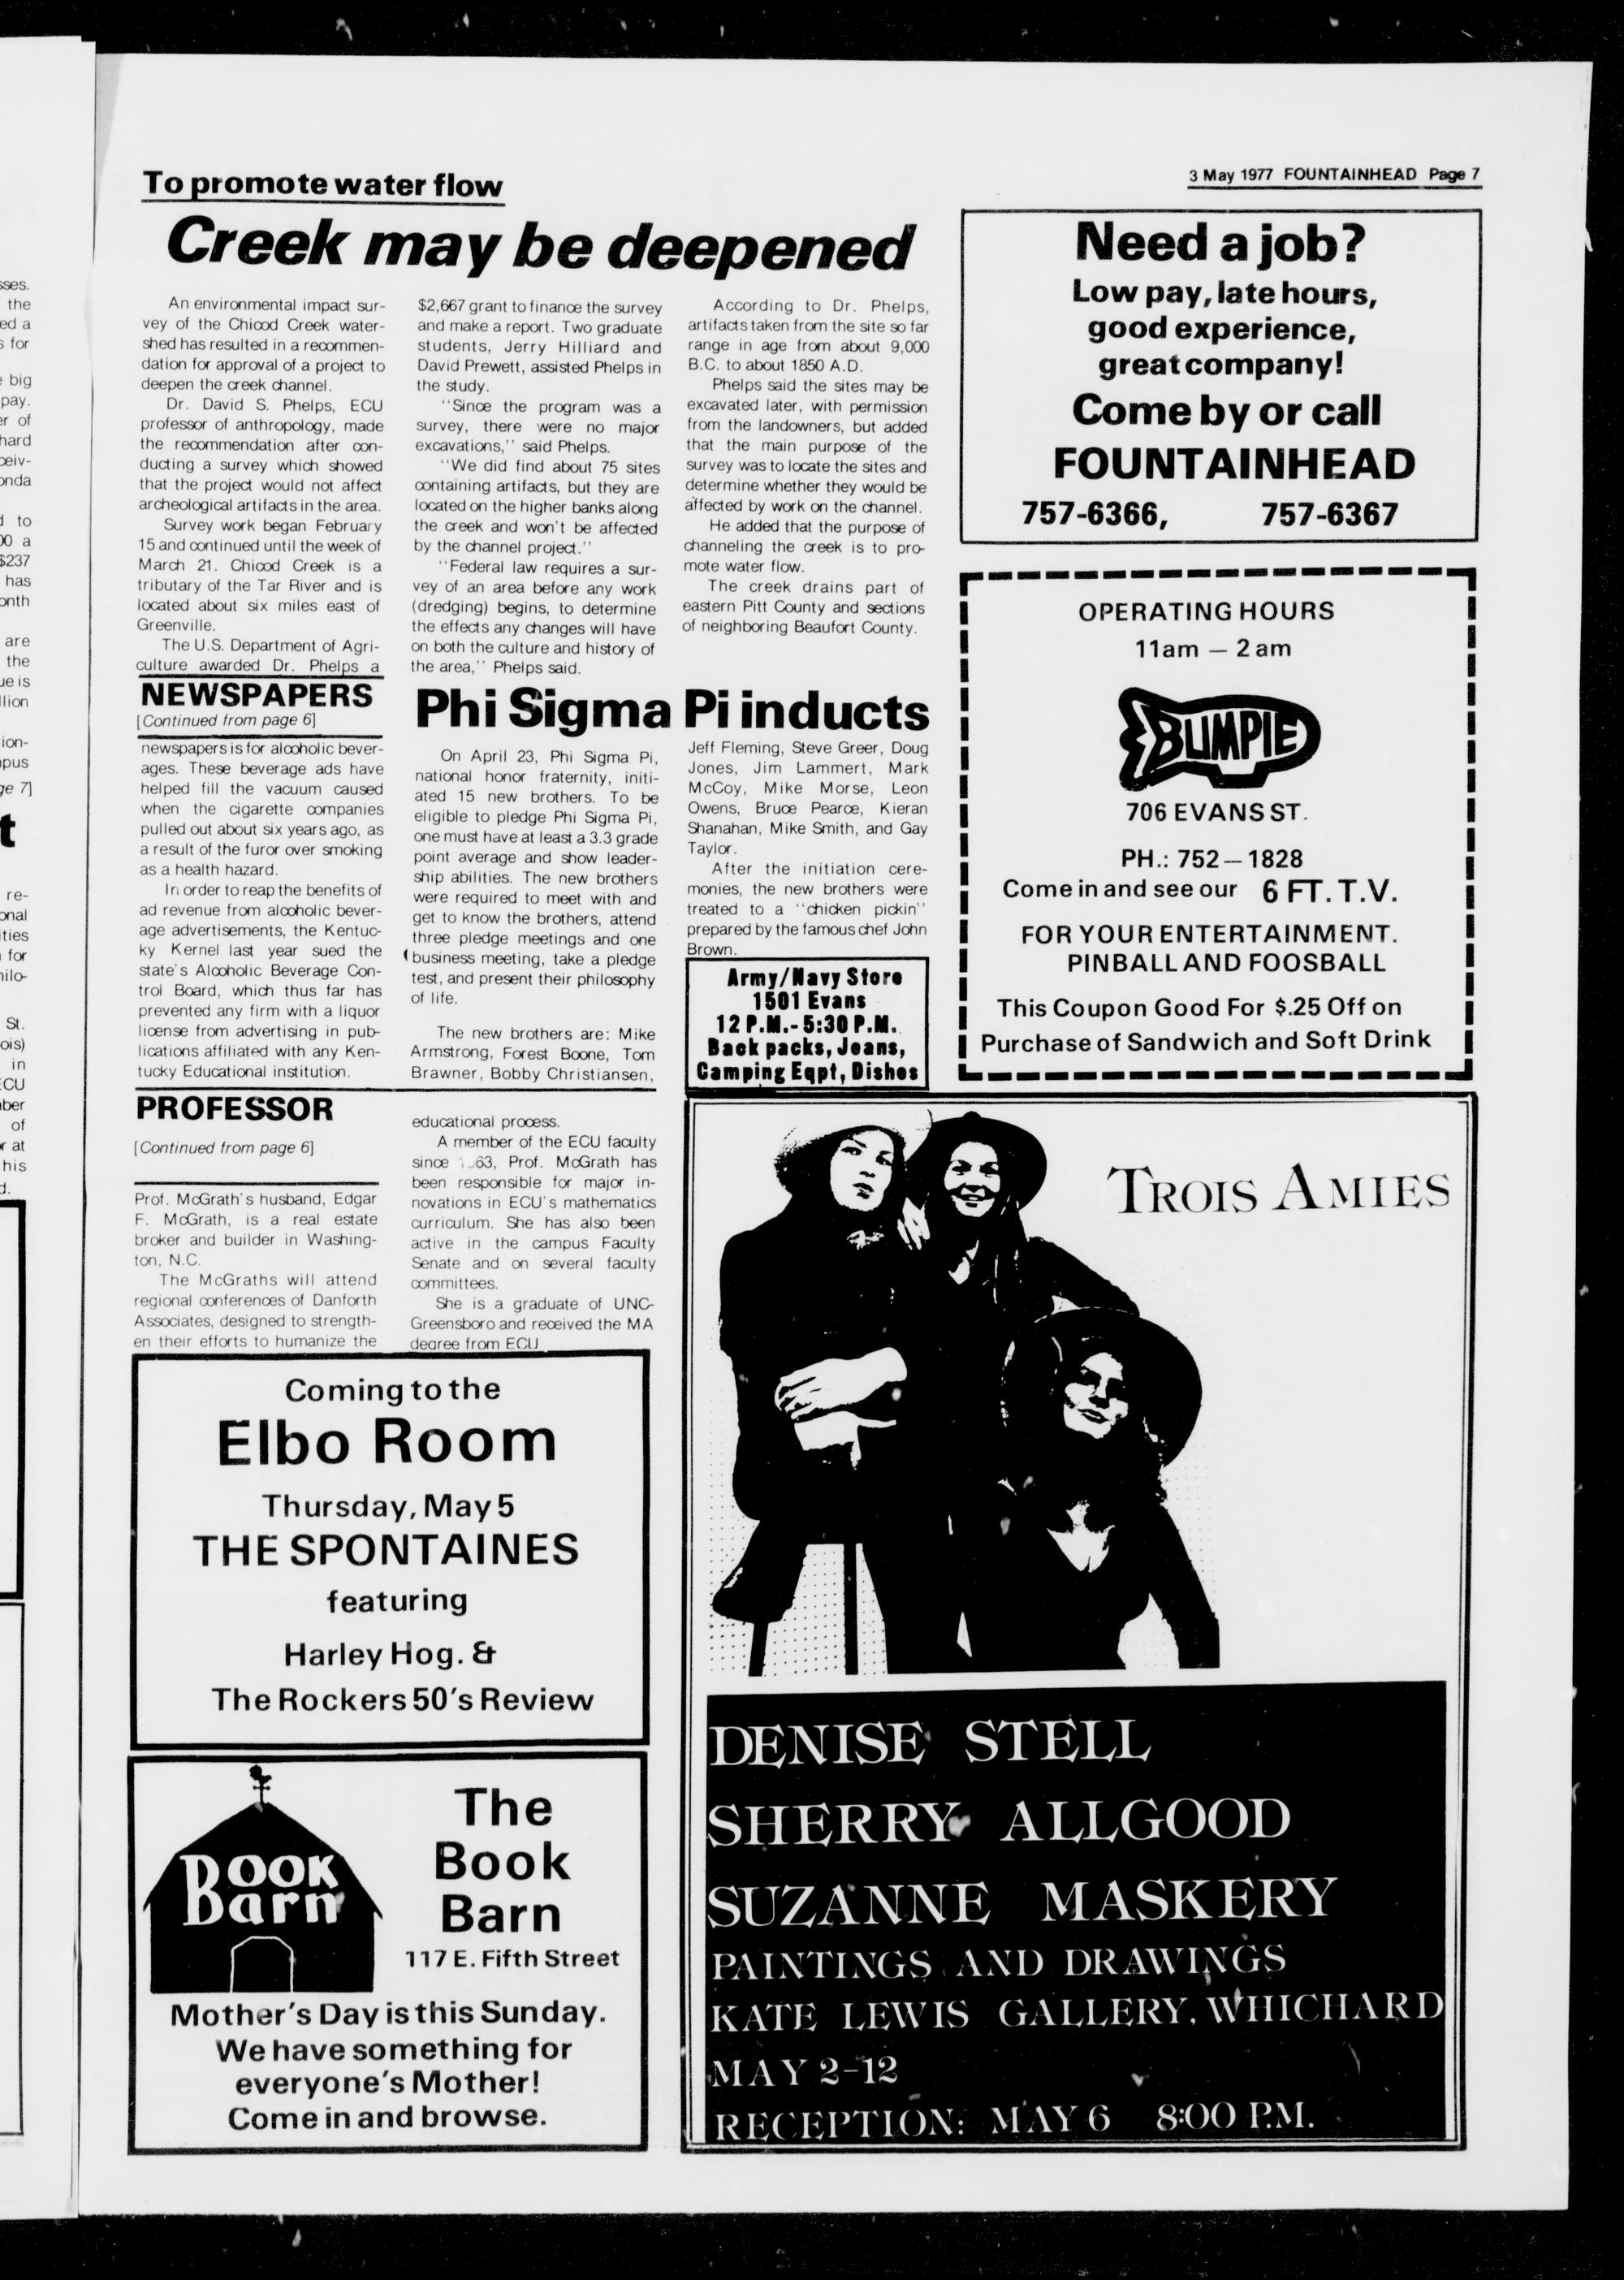 3 May 1977 FOUNTAINHEAD Page 7
To promote water flow
Creek may be deepened
An environmental impact sur-
vey of the Chicod Creek water-
shed has resulted in a recommen-
dation for approval of a project to
deepen the creek channel.
Dr. David S. Phelps, ECU
professor of anthropology, made
the recommendation after con-
ducting a survey which showed
that the project would not affect
archeological artifacts in the area.
Survey work began February
15 and continued until the week of
March 21. Chicod Creek is a
tributary of the Tar River and is
located about six miles east of
Greenville.
The U.S. Department of Agri-
culture awarded Dr. Phelps a
$2,667 grant to finance the survey
and make a report. Two graduate
students, Jerry Hilliard and
David Prewett, assisted Phelps in
the study.
''Since the program was a
survey, there were no major
excavations,'' said Phelps.
''We did find about 75 sites
containing artifacts, but they are
located on the higher banks along
the creek and won't be affected
by the channel project.''
''Federal law requires a sur-
vey of an area before any work
(dredging) begins, to determine
the effects any changes will have
on both the culture and history of
the area,'' Phelps said.
According to Dr. Phelps,
artifacts taken from the site so far
range in age from about 9,000
B.C. to about 1850 A.D.
Phelps said the sites may be
excavated later, with permission
from the landowners, but added
that the main purpose of the
survey was to locate the sites and
determine whether they would be
affected by work on the channel.
He added that the purpose of
channeling the creek is to pro-
mote water flow.
The creek drains part of
eastern Pitt County and sections
of neighboring Beaufort County.
NEWSPAPERS
[Continued from page 6]
newspapers is for alcoholic bever-
ages. These beverage ads have
helped fill the vacuum caused
when the cigarette companies
pulled out about six years ago, as
a result of the furor over smoking
as a health hazard.
In order to reap the benefits of
ad revenue from alcoholic bever-
age advertisements, the Kentuc-
ky Kernel last year sued the
state's Alcoholic Beverage Con-
trol Board, which thus far has
prevented any firm with a liquor
license from advertising in pub-
lications affiliated with any Ken-
tucky Educational institution.
Phi Sigma Pi inducts
On April 23, Phi Sigma Pi,
national honor fraternity, initi-
ated 15 new brothers. To be
eligible to pledge Phi Sigma Pi,
one must have at least a 3.3 grade
point average and show leader-
ship abilities. The new brothers
were required to meet with and
get to know the brothers, attend
three pledge meetings and one
business meeting, take a pledge
test, and present their philosophy
of life.
The new brothers are: Mike
Armstrong, Forest Boone, Tom
Brawner, Bobby Christiansen,
Jeff Fleming, Steve Greer, Doug
Jones, Jim Lammert, Mark
McCoy, Mike Morse, Leon
Owens, Bruce Pearce, Kieran
Shanahan, Mike Smith, and Gay
Taylor.
After the initiation cere-
monies, the new brothers were
treated to a ''chicken pickin''
prepared by the famous chef John
Brown.
PROFESSOR
[Continued from page 6]
Prof. McGrath's husband, Edgar
F. McGrath, is a real estate
broker and builder in Washing-
ton, N.C.
The McGraths will attend
regional conferences of Danforth
Associates, designed to strength-
en their efforts to humanize the
educational process.
A member of the ECU faculty
since 63, Prof. McGrath has
been responsible for major in-
novations in ECU's mathematics
curriculum. She has also been
active in the campus Faculty
Senate and on several faculty
committees.
She is a graduate of UNC-
Greensboro and received the MA
degree from ECU
Army/Navy Store
1501 Evans
12 P.M.-5:30 P.M.
Back packs, Jeans,
Camping Eqpt, Dishes
Need a job?
Low pay, late hours,
good experience,
great company!
Come by or call
FOUNTAINHEAD
757-6366, 757-6367
OPERATING HOURS
11am — 2 am
BLIMPIE
706 EVANS ST.
PH.: 752—1828
Come in and see our 6 FT. T.V.
FOR YOUR ENTERTAINMENT.
PINBALL AND FOOSBALL
This Coupon Good For $.25 Off on
Purchase of Sandwich and Soft Drink
Coming to the
Elbo Room
Thursday, May 5
THE SPONTAINES
featuring
Harley Hog. &
The Rockers 50's Review
BOOK
Barn
The
Book
Barn
117 E. Fifth Street
Mother's Day is this Sunday.
We have something for
everyone's Mother!
Come in and browse.
TROIS AMIES
DENISE STELL
SHERRY ALLGOOD
SUZANNE MASKERY
PAINTINGS AND DRAWINGS
KATE LEWIS GALLERY, WHICHARD
MAY 2-12
RECEPTION: MAY 6 8:00 P.M.